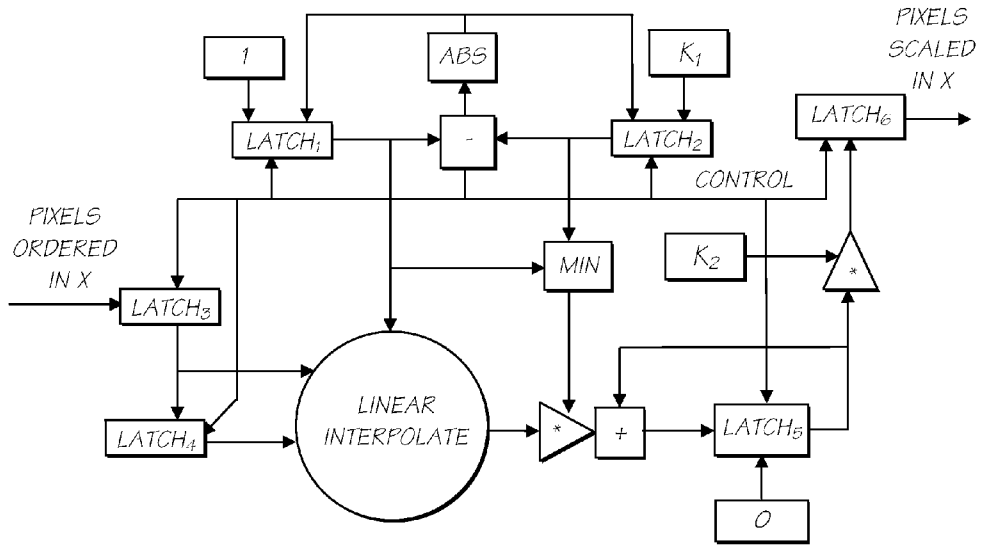 PIXELS
SCALED
IN X
1
ABS
K₁
LATCH₁
-
LATCH₂
LATCH₆
CONTROL
PIXELS
ORDERED
IN X
K₂
*
MIN
LATCH₃
LINEAR
INTERPOLATE
LATCH₄
*
+
LATCH₅
0